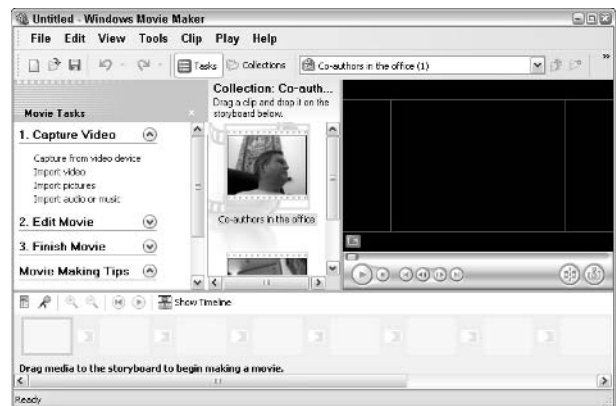 Untitled - Windows Movie Maker
File Edit View Tools Clip Play Help
Tasks Collections Co-authors in the office (1)
Movie Tasks
1. Capture Video
Capture from video device
Import video
Import pictures
Import audio or music
2. Edit Movie
3. Finish Movie
Movie Making Tips
Collection: Co-auth...
Drag a clip and drop it on the
storyboard below.
Co-authors in the office
Show Timeline
Drag media to the storyboard to begin making a movie.
Ready